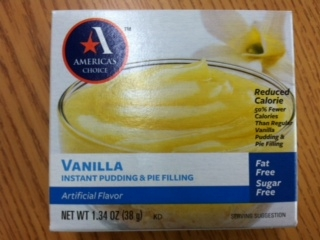 AMERICA'S
CHOICE
™
Reduced
Calorie
50% Fewer
Calories
Than Regular
Vanilla
Pudding &
Pie Filling
VANILLA
INSTANT PUDDING & PIE FILLING
Fat
Free
Sugar
Free
Artificial Flavor
NET WT 1.34 OZ (38 g)
SERVING SUGGESTION